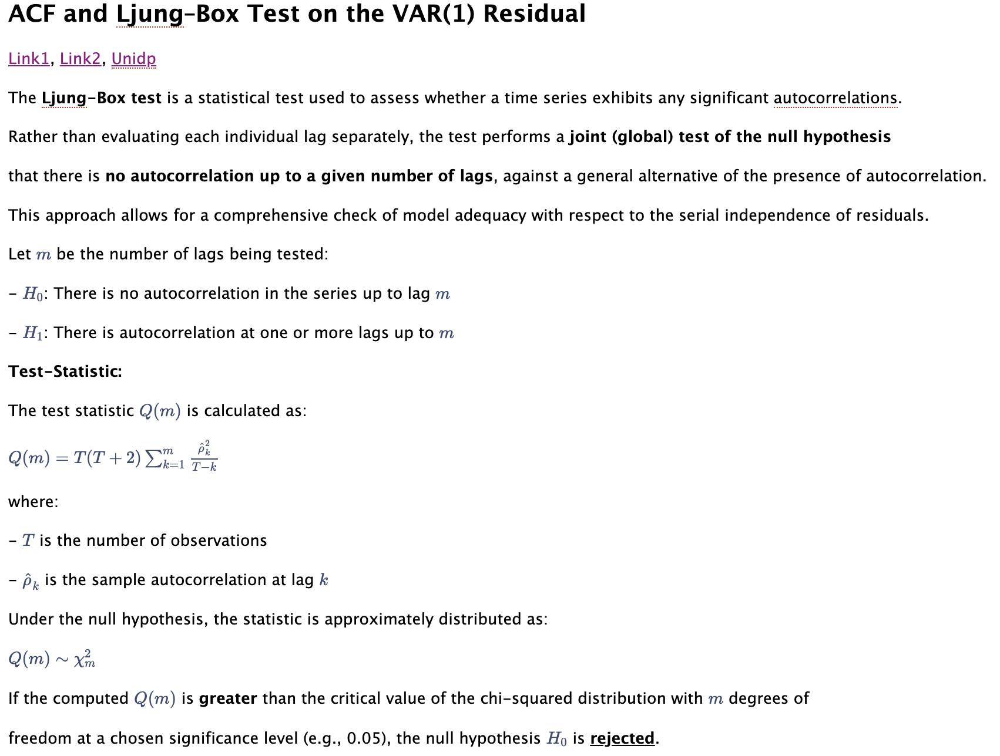 ACF and Ljung–Box Test on the VAR(1) Residual
Link1, Link2, Unidp
The Ljung–Box test is a statistical test used to assess whether a time series exhibits any significant autocorrelations.
Rather than evaluating each individual lag separately, the test performs a joint (global) test of the null hypothesis
that there is no autocorrelation up to a given number of lags, against a general alternative of the presence of autocorrelation.
This approach allows for a comprehensive check of model adequacy with respect to the serial independence of residuals.
Let m be the number of lags being tested:
– H₀: There is no autocorrelation in the series up to lag m
– H₁: There is autocorrelation at one or more lags up to m
Test–Statistic:
The test statistic Q(m) is calculated as:
Q(m) = T(T + 2) ∑_{k=1}^{m} \frac{\hat{ρ}_k^2}{T−k}
where:
– T is the number of observations
– \hat{ρ}_k is the sample autocorrelation at lag k
Under the null hypothesis, the statistic is approximately distributed as:
Q(m) ∼ χ_m^2
If the computed Q(m) is greater than the critical value of the chi–squared distribution with m degrees of
freedom at a chosen significance level (e.g., 0.05), the null hypothesis H₀ is rejected.